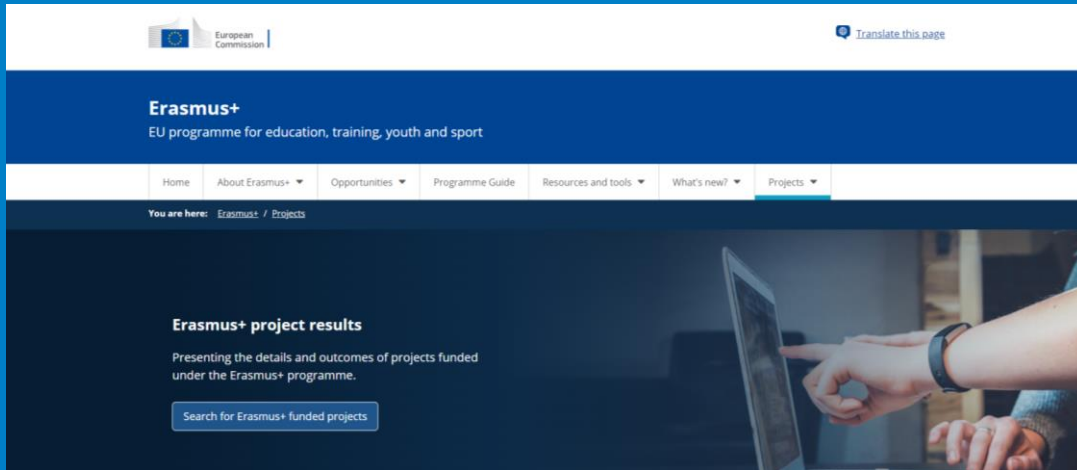 European
Commission
Translate this page
Erasmus+
EU programme for education, training, youth and sport
Home About Erasmus+ Opportunities Programme Guide Resources and tools What's new? Projects
You are here: Erasmus+ / Projects
Erasmus+ project results
Presenting the details and outcomes of projects funded
under the Erasmus+ programme.
Search for Erasmus+ funded projects